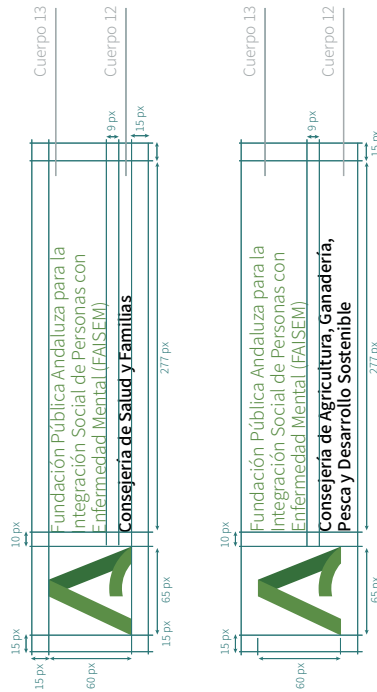 Cuerpo 13
Cuerpo 12
9 px
15 px
Fundación Pública Andaluza para la
Integración Social de Personas con
Enfermedad Mental (FAISEM)
Consejería de Salud y Familias
277 px
10 px
15 px
65 px
15 px
15 px
60 px
Cuerpo 13
Cuerpo 12
9 px
15 px
Fundación Pública Andaluza para la
Integración Social de Personas con
Enfermedad Mental (FAISEM)
Consejería de Agricultura, Ganadería,
Pesca y Desarrollo Sostenible
277 px
10 px
15 px
65 px
60 px